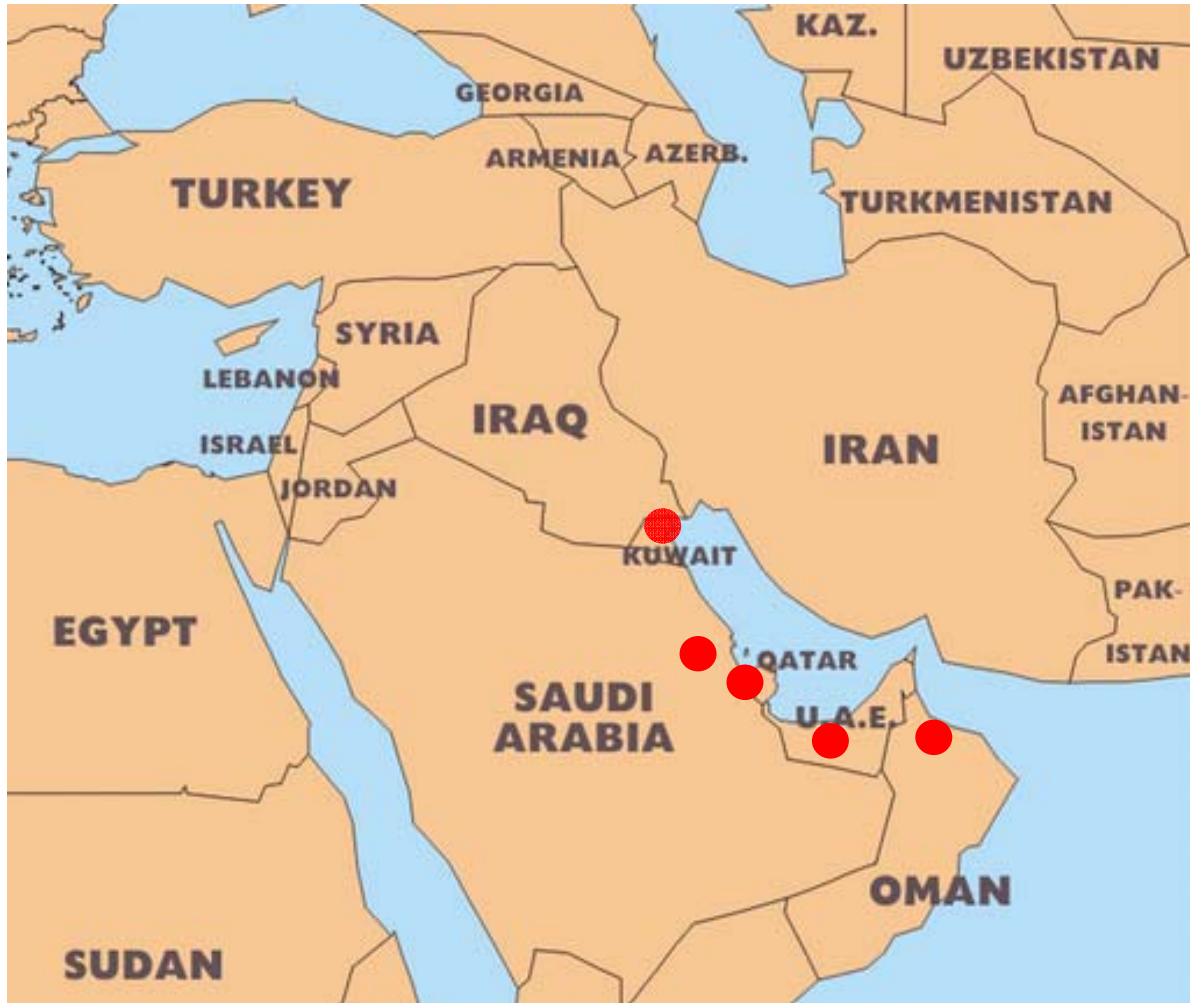 KAZ.
UZBEKISTAN
GEORGIA
ARMENIA
AZERB.
TURKEY
TURKMENISTAN
SYRIA
LEBANON
IRAQ
AFGHAN-
ISTAN
ISRAEL
IRAN
JORDAN
KUWAIT
PAK-
ISTAN
EGYPT
QATAR
SAUDI
ARABIA
U.A.E.
OMAN
SUDAN